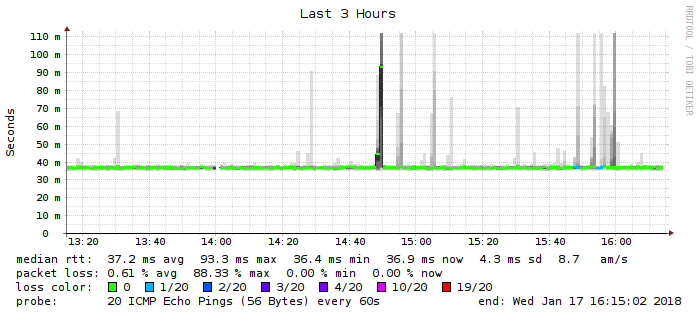 Last 3 Hours
RRDTOOL / TOBI OETIKER
Seconds
110 m
100 m
90 m
80 m
70 m
60 m
50 m
40 m
30 m
20 m
10 m
0
13:20 13:40 14:00 14:20 14:40 15:00 15:20 15:40 16:00
median rtt: 37.2 ms avg 93.3 ms max 36.4 ms min 36.9 ms now 4.3 ms sd 8.7 am/s
packet loss: 0.61 % avg 88.33 % max 0.00 % min 0.00 % now
loss color: 0 1/20 2/20 3/20 4/20 10/20 19/20
probe: 20 ICMP Echo Pings (56 Bytes) every 60s end: Wed Jan 17 16:15:02 2018